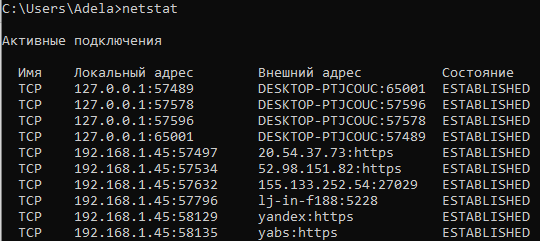 C:\Users\Adela>netstat
Активные подключения
Имя Локальный адрес Внешний адрес Состояние
TCP 127.0.0.1:57489 DESKTOP-PTJCOUC:65001 ESTABLISHED
TCP 127.0.0.1:57578 DESKTOP-PTJCOUC:57596 ESTABLISHED
TCP 127.0.0.1:57596 DESKTOP-PTJCOUC:57578 ESTABLISHED
TCP 127.0.0.1:65001 DESKTOP-PTJCOUC:57489 ESTABLISHED
TCP 192.168.1.45:57497 20.54.37.73:https ESTABLISHED
TCP 192.168.1.45:57534 52.98.151.82:https ESTABLISHED
TCP 192.168.1.45:57632 155.133.252.54:27029 ESTABLISHED
TCP 192.168.1.45:57796 lj-in-f188:5228 ESTABLISHED
TCP 192.168.1.45:58129 yandex:https ESTABLISHED
TCP 192.168.1.45:58135 yabs:https ESTABLISHED